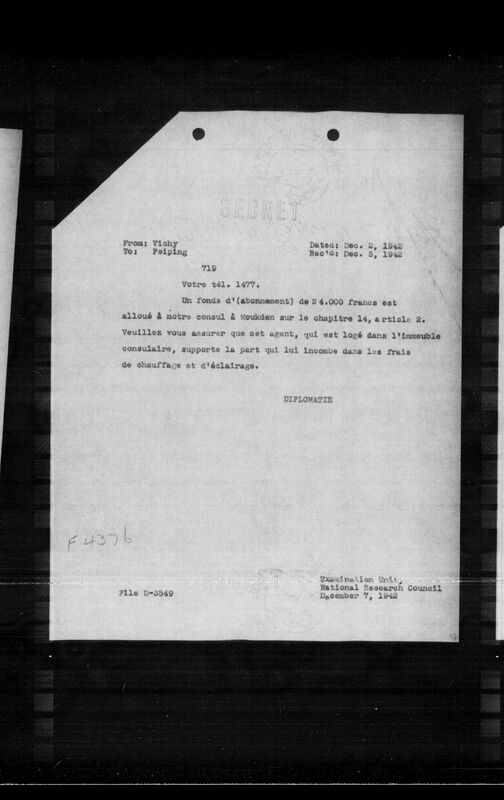 SECRET
From: Vichy
To: Peiping
Dated: Dec. 2, 1942
Rec'd: Dec. 5, 1942
719
Votre tél. 1477.
Un fonds d'(abonnement) de 24.000 francs est
alloué à notre consul à Moukden sur le chapitre 14, article 2.
Veuillez vous assurer que cet agent, qui est logé dans l'immeuble
consulaire, supporte la part qui lui incombe dans les frais
de chauffage et d'éclairage.
DIPLOMATIE
F 4376
File D-3549
Examination Unit,
National Research Council
December 7, 1942